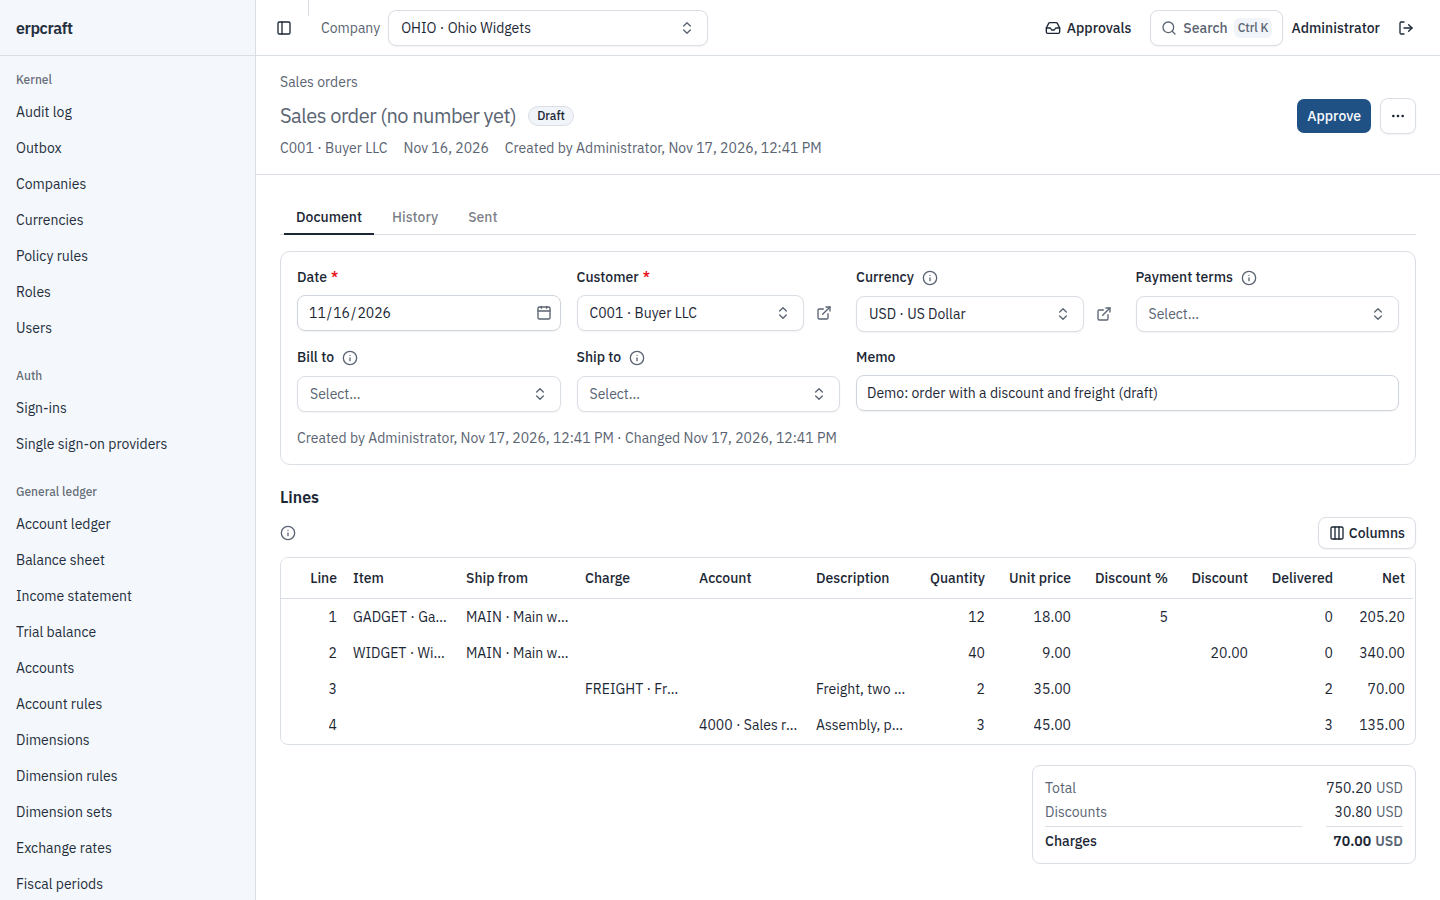 erpcraft
Company
OHIO · Ohio Widgets
Approvals
Search Ctrl K
Administrator
Kernel
Audit log
Outbox
Companies
Currencies
Policy rules
Roles
Users
Auth
Sign-ins
Single sign-on providers
General ledger
Account ledger
Balance sheet
Income statement
Trial balance
Accounts
Account rules
Dimensions
Dimension rules
Dimension sets
Exchange rates
Fiscal periods
Sales orders
Sales order (no number yet) Draft
Approve
C001 · Buyer LLC Nov 16, 2026 Created by Administrator, Nov 17, 2026, 12:41 PM
Document History Sent
Date * Customer * Currency Payment terms
11/16/2026 C001 · Buyer LLC USD · US Dollar Select...
Bill to Ship to Memo
Select... Select... Demo: order with a discount and freight (draft)
Created by Administrator, Nov 17, 2026, 12:41 PM · Changed Nov 17, 2026, 12:41 PM
Lines
Columns
Line Item Ship from Charge Account Description Quantity Unit price Discount % Discount Delivered Net
1 GADGET · Ga... MAIN · Main w... 12 18.00 5 0 205.20
2 WIDGET · Wi... MAIN · Main w... 40 9.00 20.00 0 340.00
3 FREIGHT · Fr... Freight, two ... 2 35.00 2 70.00
4 4000 · Sales r... Assembly, p... 3 45.00 3 135.00
Total 750.20 USD
Discounts 30.80 USD
Charges 70.00 USD